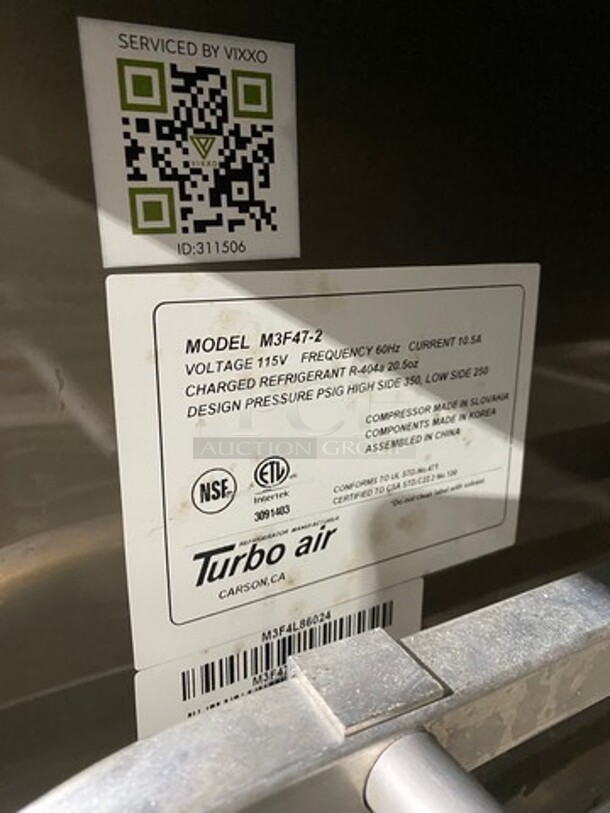 SERVICED BY VIXXO
VIXXO
ID:311506
MODEL M3F47-2
VOLTAGE 115V FREQUENCY 60Hz CURRENT 10.5A
CHARGED REFRIGERANT R-404a 20.5oz
DESIGN PRESSURE PSIG HIGH SIDE 350, LOW SIDE 250
COMPRESSOR MADE IN SLOVAKIA
COMPONENTS MADE IN KOREA
ASSEMBLED IN CHINA
AUCTION GROUP
NSF
ETL
Intertek
3091403
CONFORMS TO UL STD.No.471
CERTIFIED TO CSA STD.C22.2 No.120
*Do not clean label with solvent
REFRIGERATOR MANUFACTURER
Turbo air
CARSON, CA
M3F4L86024
M3F47